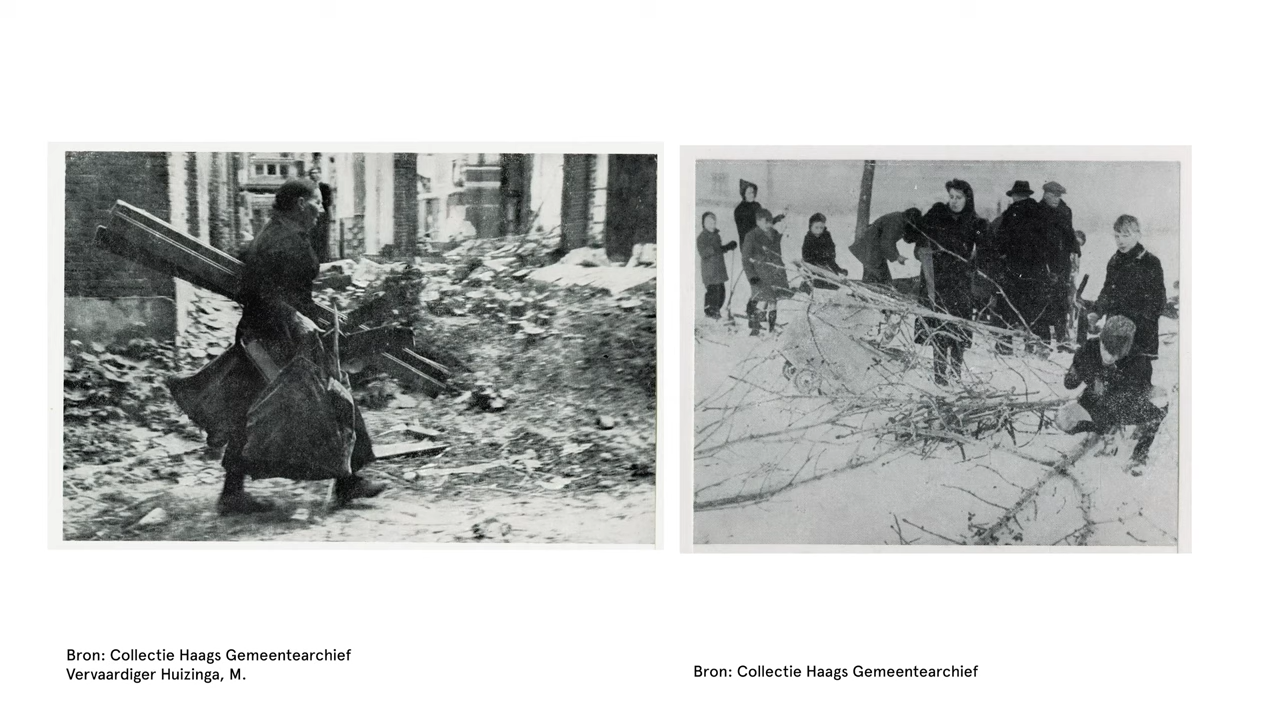 Bron: Collectie Haags Gemeentearchief
Vervaardiger Huizinga, M.
Bron: Collectie Haags Gemeentearchief